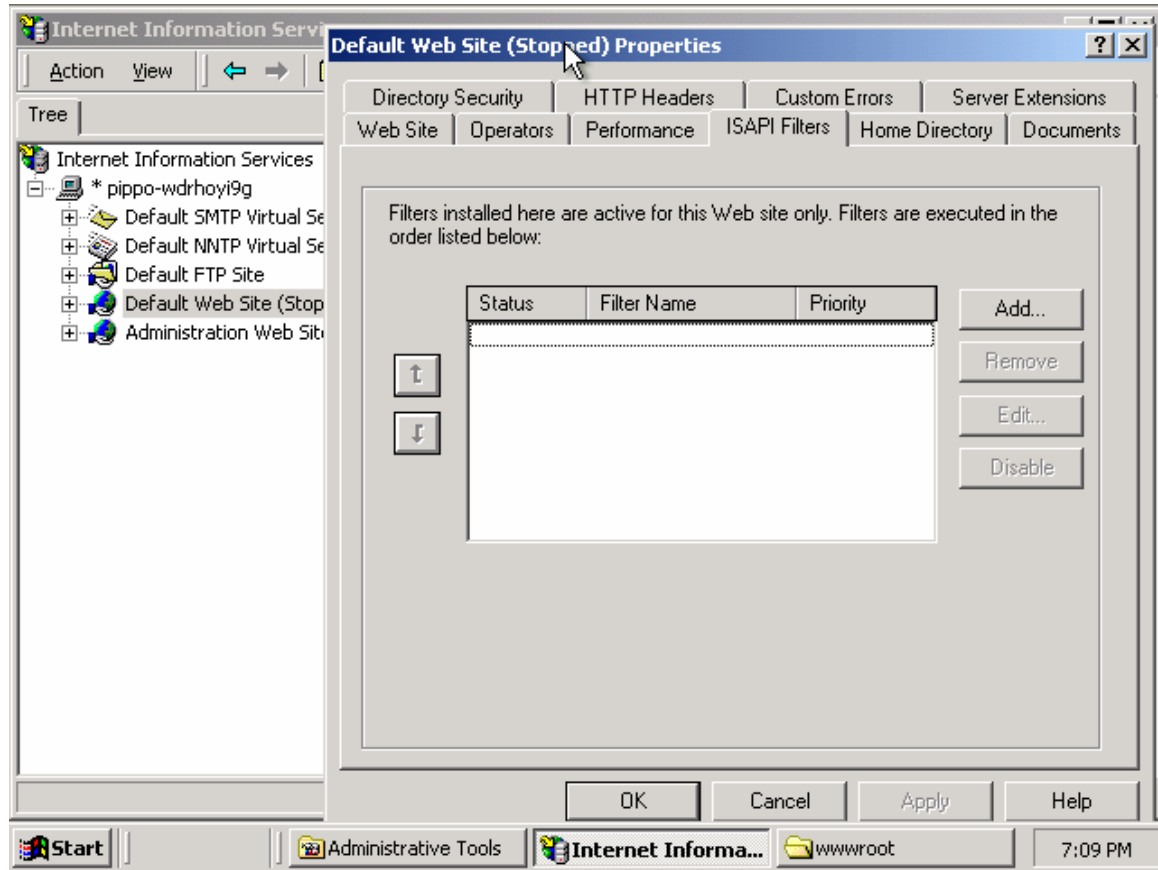 Internet Information Servi
Action View
Tree
Internet Information Services
* pippo-wdrhoyi9g
Default SMTP Virtual Se
Default NNTP Virtual Se
Default FTP Site
Default Web Site (Stop
Administration Web Sit
Default Web Site (Stopped) Properties
Directory Security HTTP Headers Custom Errors Server Extensions
Web Site Operators Performance ISAPI Filters Home Directory Documents
Filters installed here are active for this Web site only. Filters are executed in the
order listed below:
Status Filter Name Priority
Add...
Remove
Edit...
Disable
OK Cancel Apply Help
Start Administrative Tools Internet Informa... wwwroot 7:09 PM